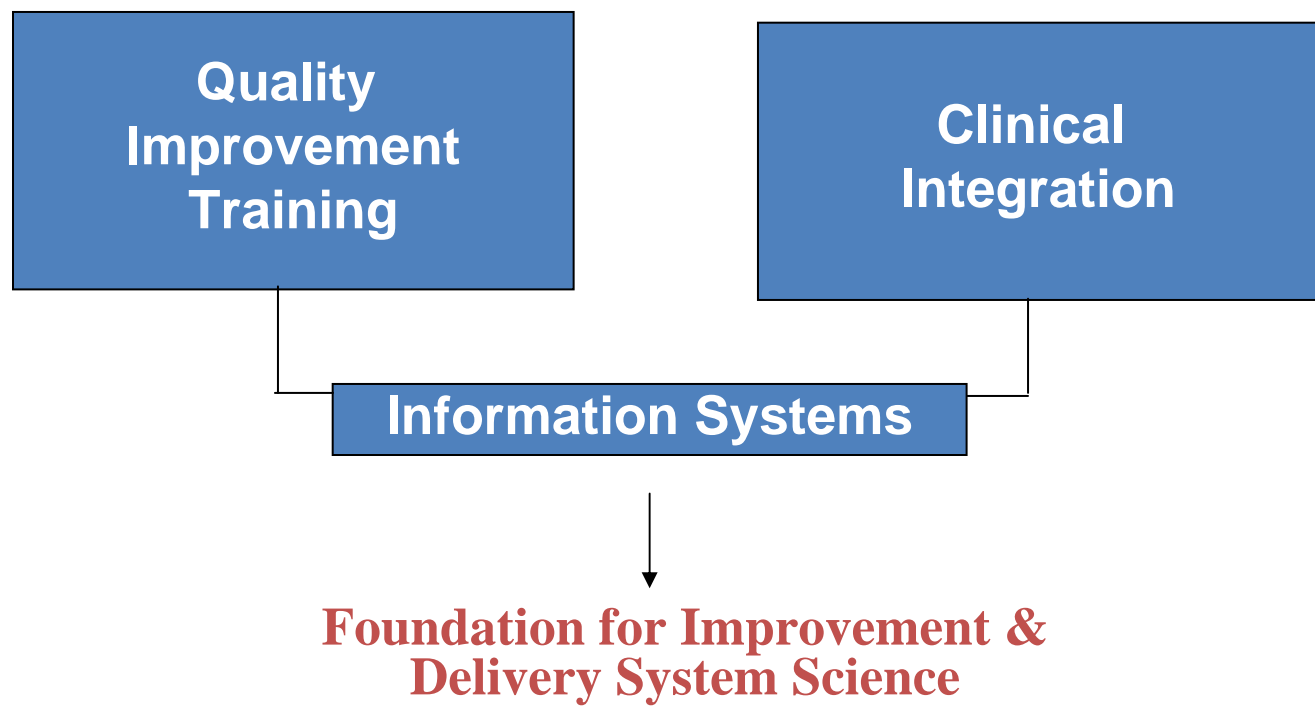 Quality
Improvement
Training
Clinical
Integration
Information Systems
Foundation for Improvement &
Delivery System Science